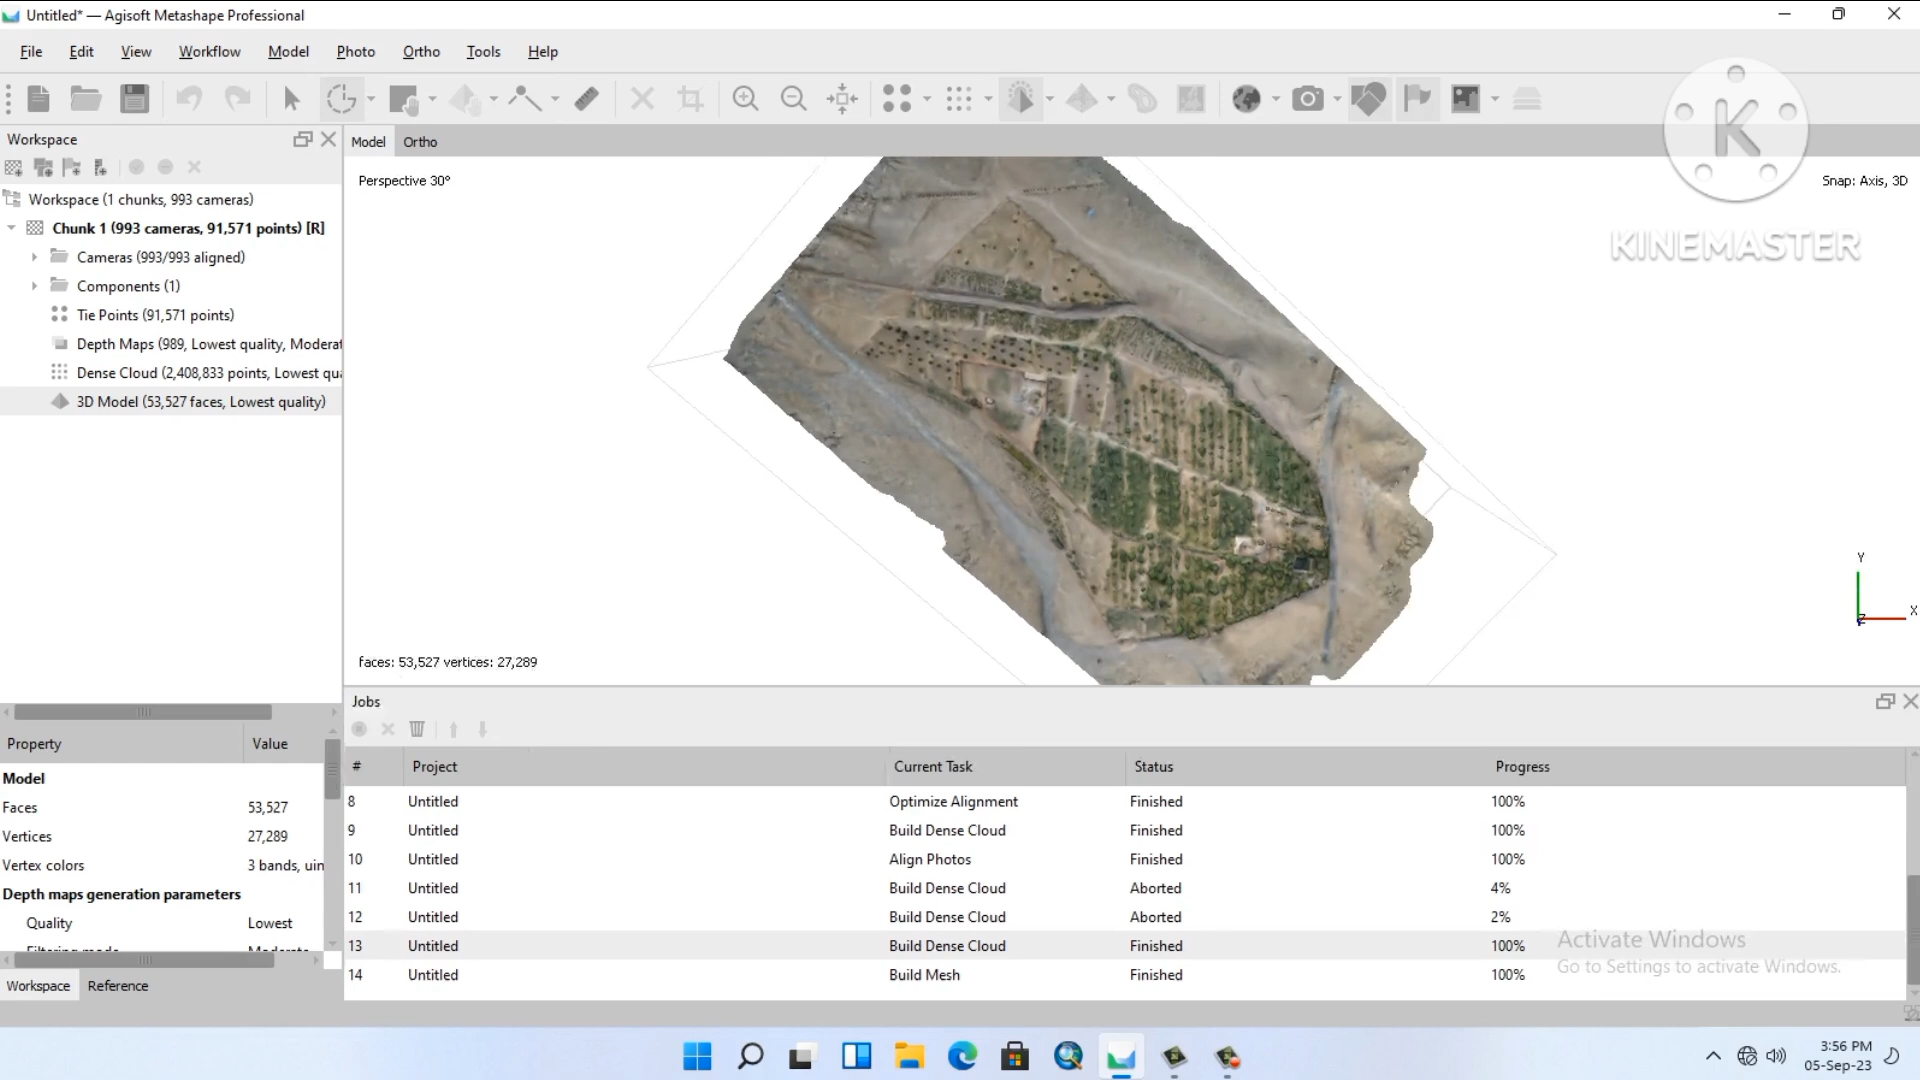 Untitled* — Agisoft Metashape Professional
File Edit View Workflow Model Photo Ortho Tools Help
Workspace
Model Ortho
K
KINEMASTER
Perspective 30°
Snap: Axis, 3D
Workspace (1 chunks, 993 cameras)
Chunk 1 (993 cameras, 91,571 points) [R]
Cameras (993/993 aligned)
Components (1)
Tie Points (91,571 points)
Depth Maps (989, Lowest quality, Moderat
Dense Cloud (2,408,833 points, Lowest qu
3D Model (53,527 faces, Lowest quality)
Y
X
Z
faces: 53,527 vertices: 27,289
Property Value
Model
Faces 53,527
Vertices 27,289
Vertex colors 3 bands, uin
Depth maps generation parameters
Quality Lowest
Workspace Reference
Jobs
# Project Current Task Status Progress
8 Untitled Optimize Alignment Finished 100%
9 Untitled Build Dense Cloud Finished 100%
10 Untitled Align Photos Finished 100%
11 Untitled Build Dense Cloud Aborted 4%
12 Untitled Build Dense Cloud Aborted 2%
13 Untitled Build Dense Cloud Finished 100%
14 Untitled Build Mesh Finished 100%
Activate Windows
Go to Settings to activate Windows.
3:56 PM
05-Sep-23